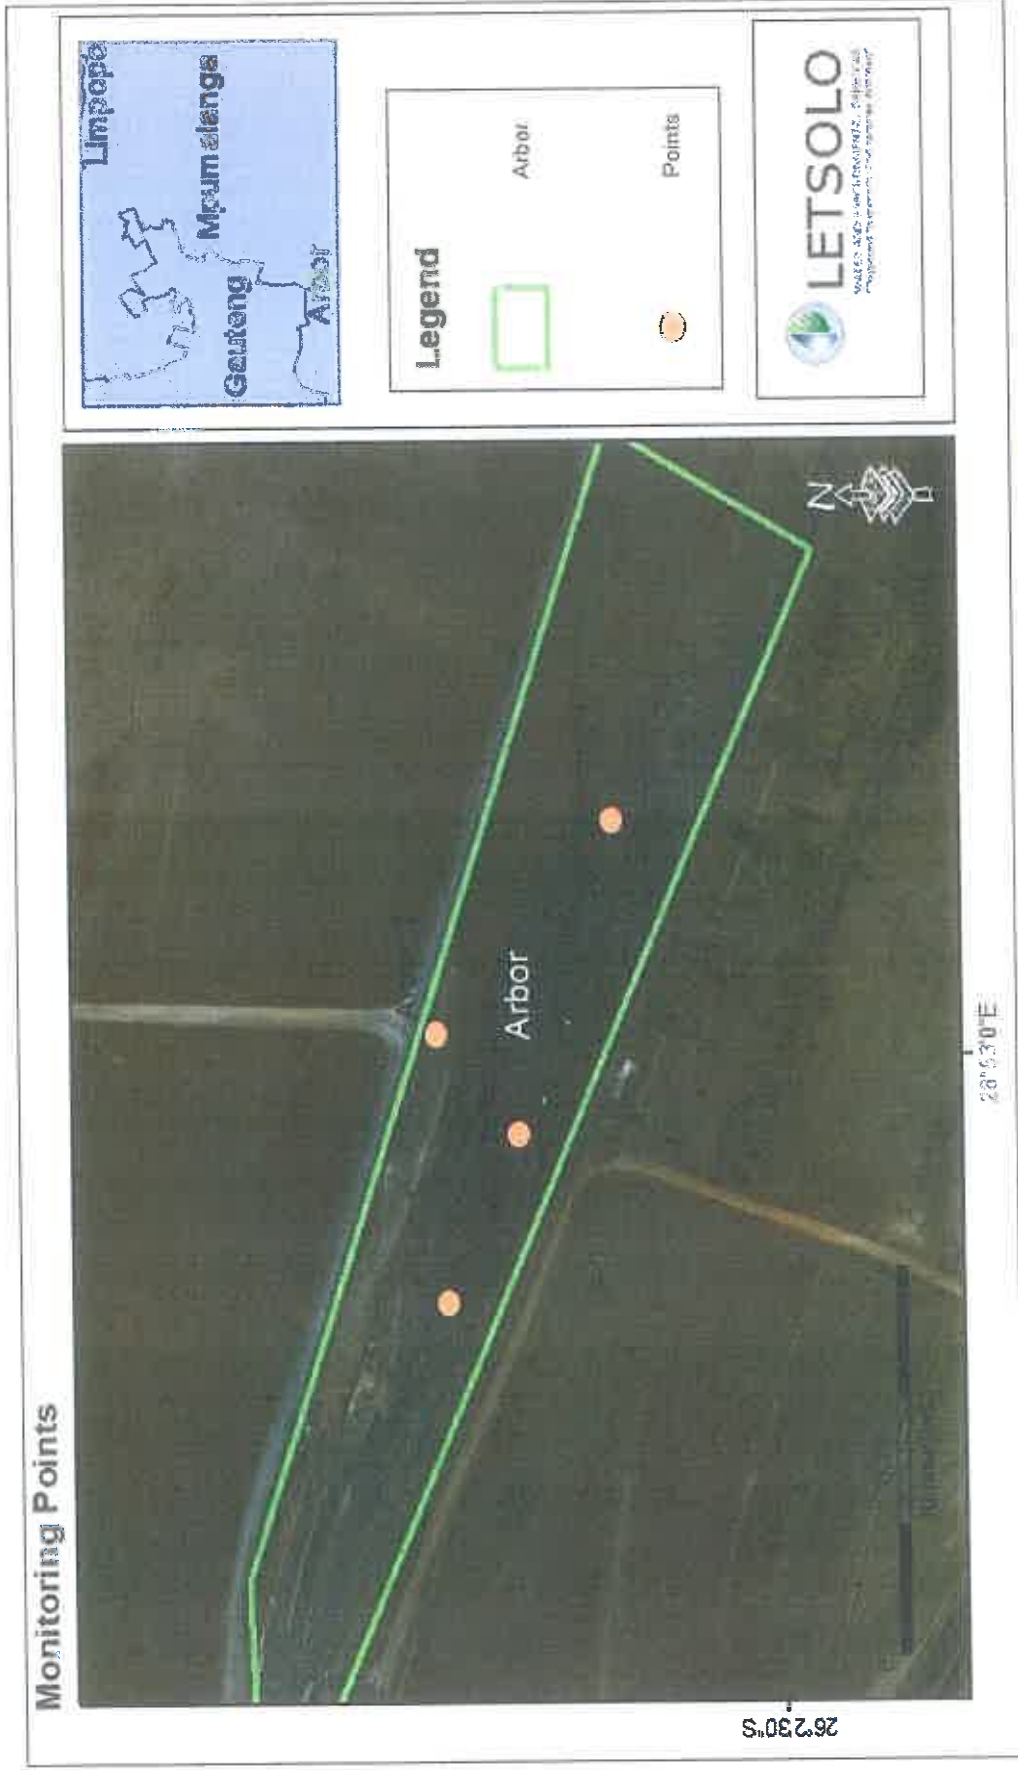 Monitoring Points
Arbor
N
26°2'30"S
28°53'0"E
Limpopo
Mpumalanga
Gauteng
Arbor
Legend
Arbor
Points
LETSOLO